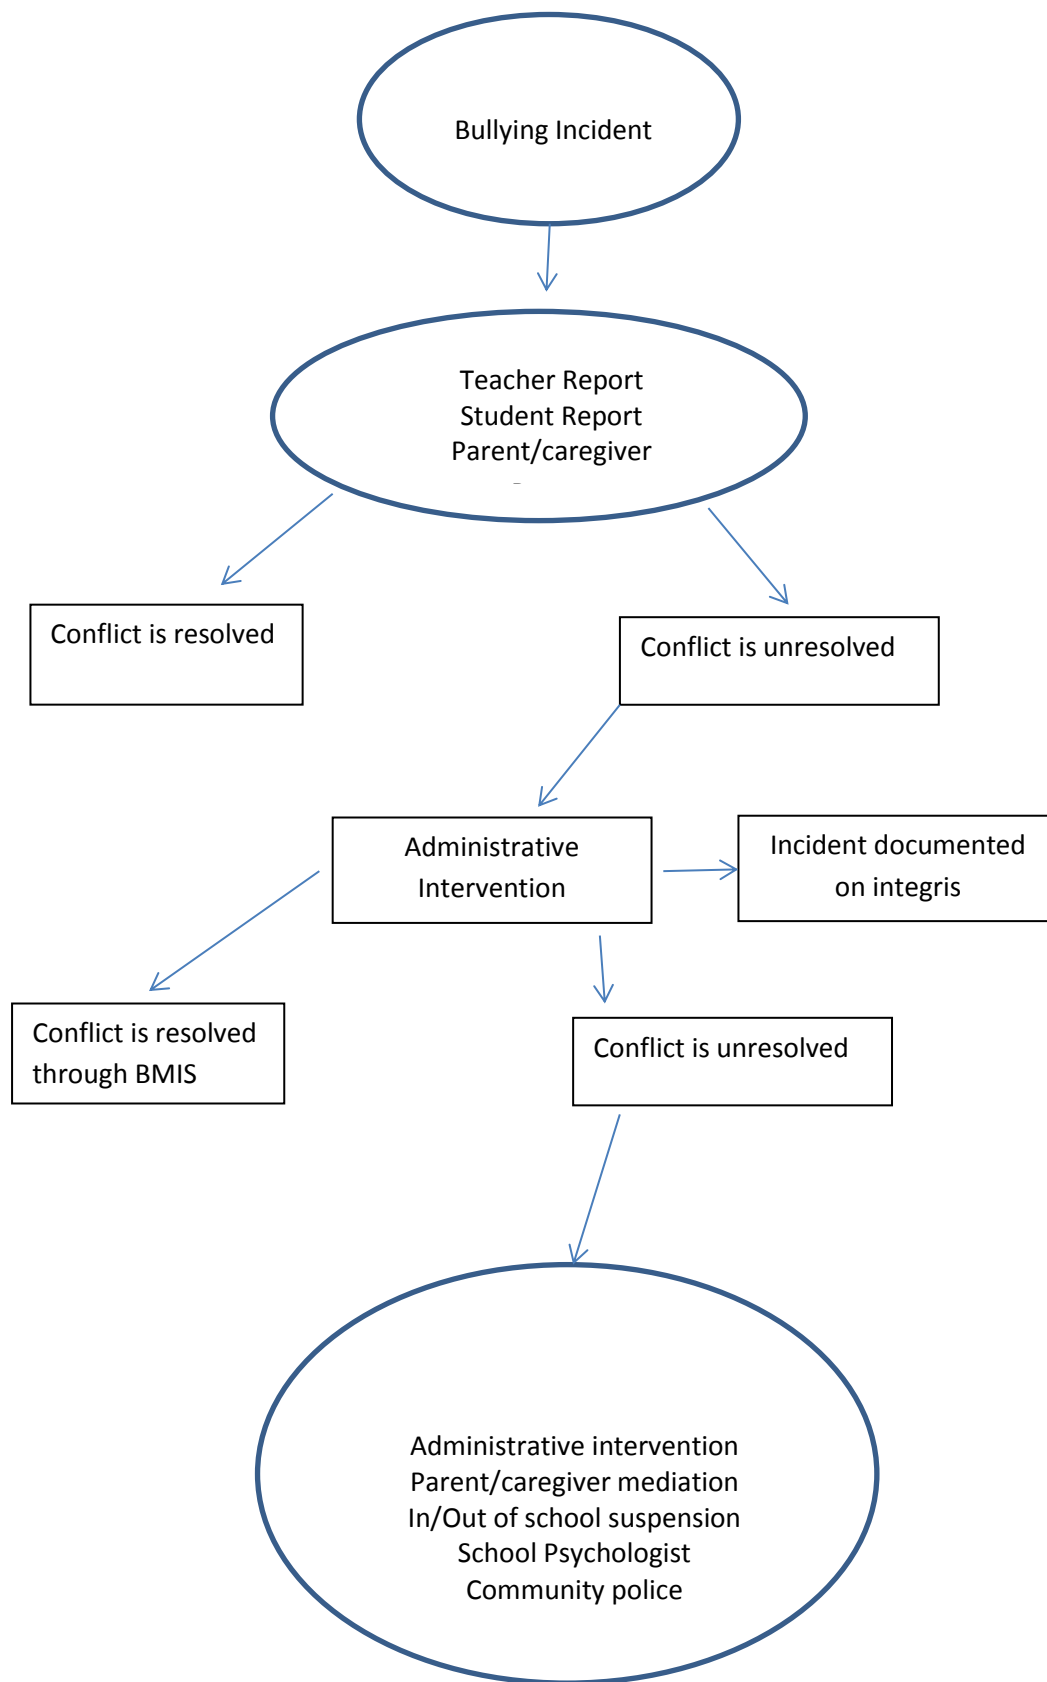 Bullying Incident
Teacher Report
Student Report
Parent/caregiver
Conflict is resolved
Conflict is unresolved
Administrative
Intervention
Incident documented
on integris
Conflict is resolved
through BMIS
Conflict is unresolved
Administrative intervention
Parent/caregiver mediation
In/Out of school suspension
School Psychologist
Community police